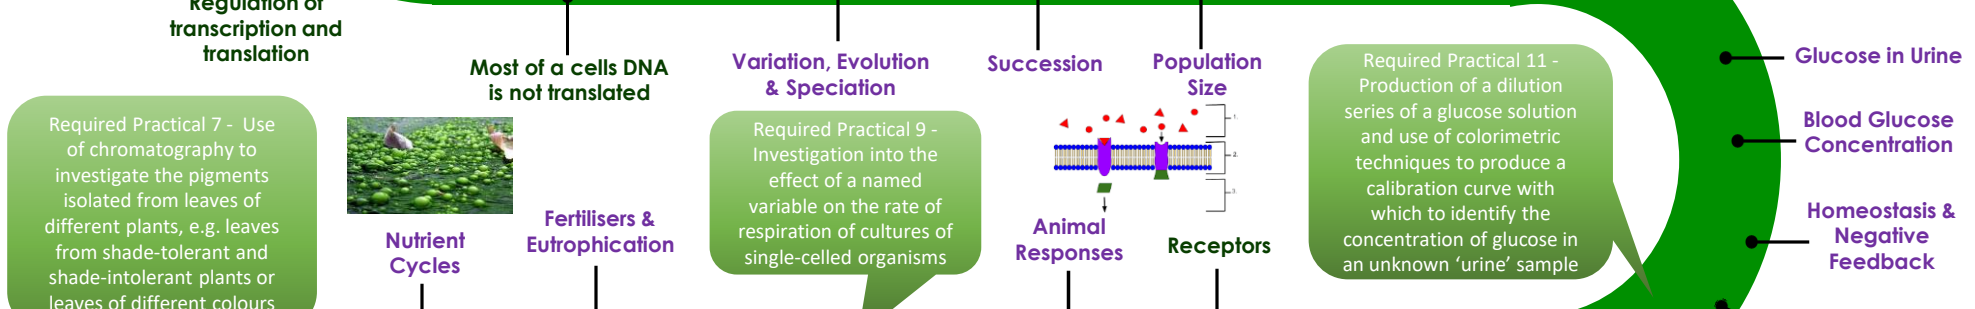 Regulation of
transcription and
translation
Most of a cells DNA
is not translated
Variation, Evolution
& Speciation
Succession
Population
Size
Glucose in Urine
Blood Glucose
Concentration
Homeostasis &
Negative
Feedback
Required Practical 7 - Use
of chromatography to
investigate the pigments
isolated from leaves of
different plants, e.g. leaves
from shade-tolerant and
shade-intolerant plants or
leaves of different colours
Nutrient
Cycles
Fertilisers &
Eutrophication
Required Practical 9 -
Investigation into the
effect of a named
variable on the rate of
respiration of cultures of
single-celled organisms
1.
2.
3.
Animal
Responses
Receptors
Required Practical 11 -
Production of a dilution
series of a glucose solution
and use of colorimetric
techniques to produce a
calibration curve with
which to identify the
concentration of glucose in
an unknown ‘urine’ sample